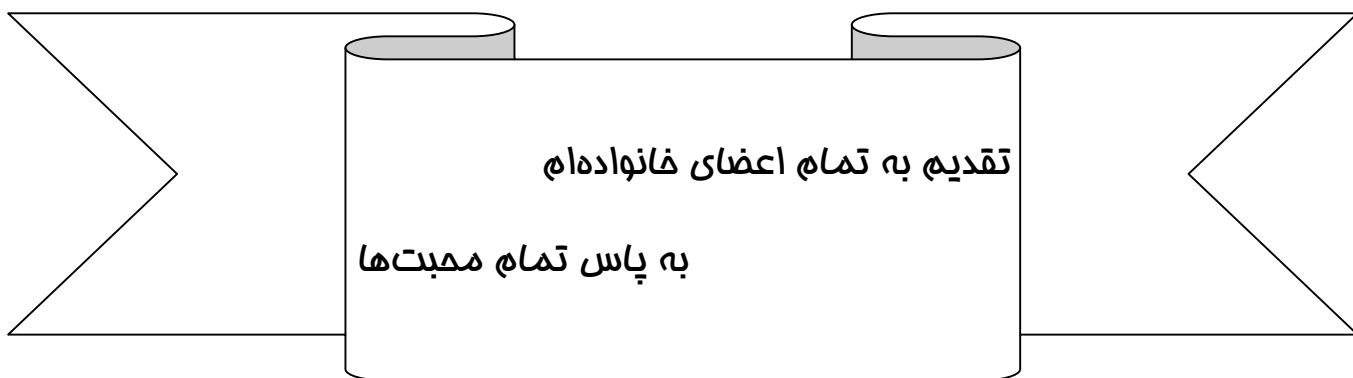 تقدیم به تمام اعضای خانواده‌ام
به پاس تمام محبت‌ها